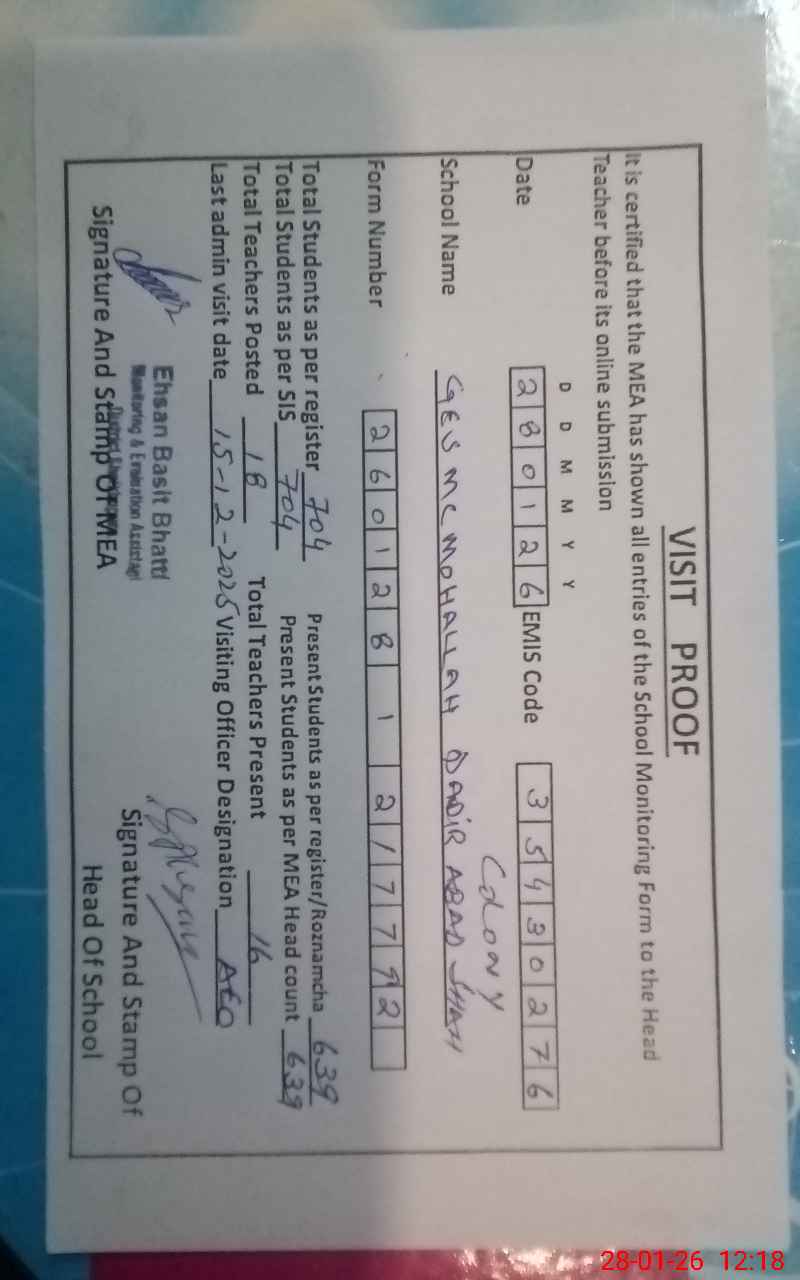 VISIT PROOF
It is certified that the MEA has shown all entries of the School Monitoring Form to the Head
Teacher before its online submission
D D M M Y Y
Date 2 8 0 1 2 6 EMIS Code 3 5 4 3 0 2 7 6
School Name GES MC MOHALLAH QADIR ABAD SHAH
COLONY
Form Number 2 6 0 1 2 8 1 2 1 7 7 9 2
Total Students as per register 704 Present Students as per register/Roznamcha 639
Total Students as per SIS 704 Present Students as per MEA Head count 639
Total Teachers Posted 18 Total Teachers Present 16
Last admin visit date 15-12-2025 Visiting Officer Designation AEO
Ehsan Basit Bhatti
Monitoring & Evaluation Assistant
Signature And Stamp Of MEA
Signature And Stamp Of
Head Of School
28-01-26 12:18